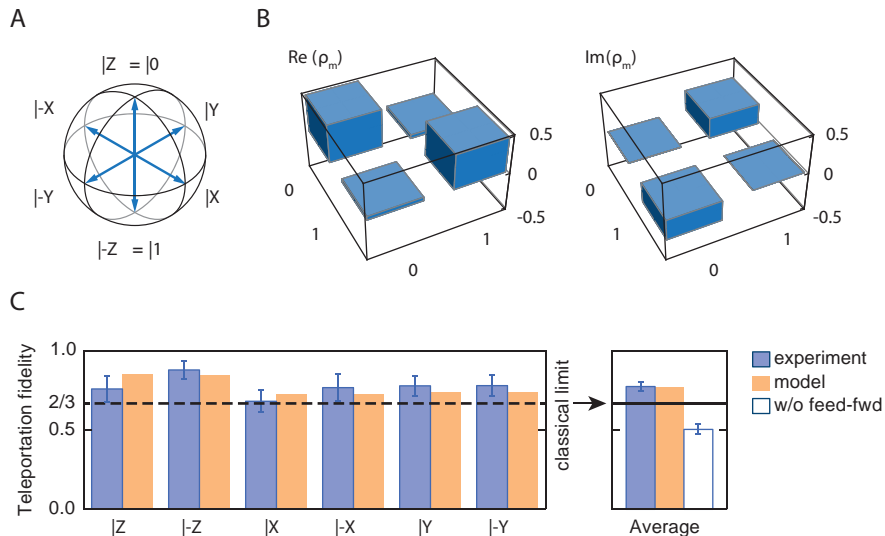 A
|Z = |0
|-X
|Y
|-Y
|X
|-Z = |1
B
Re (ρm)
0.5
0
-0.5
0
1
0
1
Im(ρm)
0.5
0
-0.5
0
1
0
1
C
Teleportation fidelity
1.0
2/3
0.5
0.0
|Z
|-Z
|X
|-X
|Y
|-Y
classical limit
Average
experiment
model
w/o feed-fwd